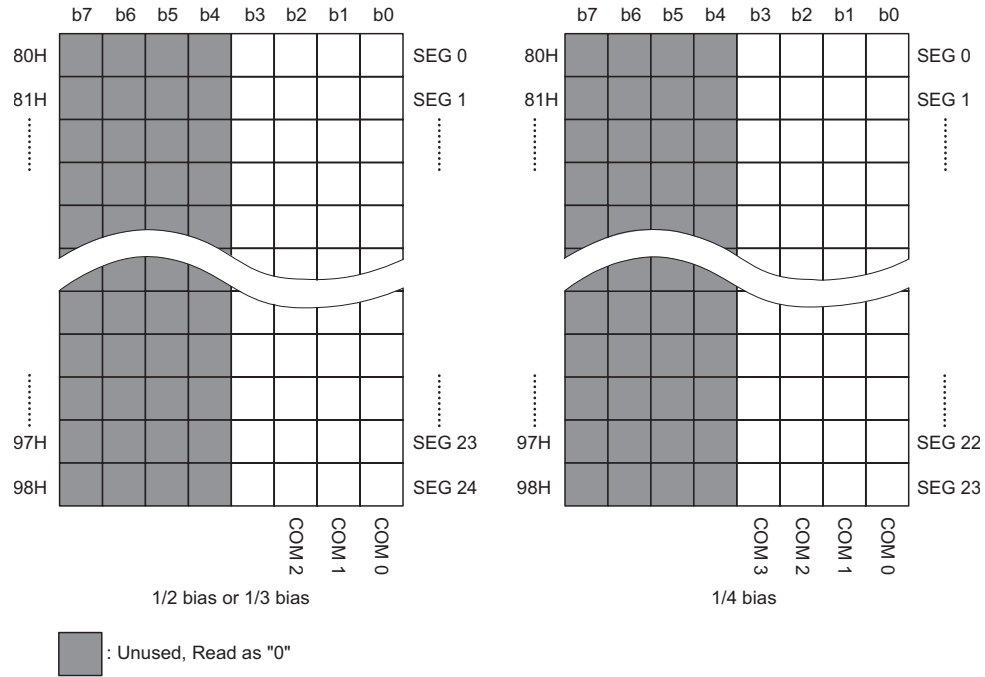 b7 b6 b5 b4 b3 b2 b1 b0
80H SEG 0
81H SEG 1
97H SEG 23
98H SEG 24
COM 2 COM 1 COM 0
1/2 bias or 1/3 bias
b7 b6 b5 b4 b3 b2 b1 b0
80H SEG 0
81H SEG 1
97H SEG 22
98H SEG 23
COM 3 COM 2 COM 1 COM 0
1/4 bias
: Unused, Read as "0"